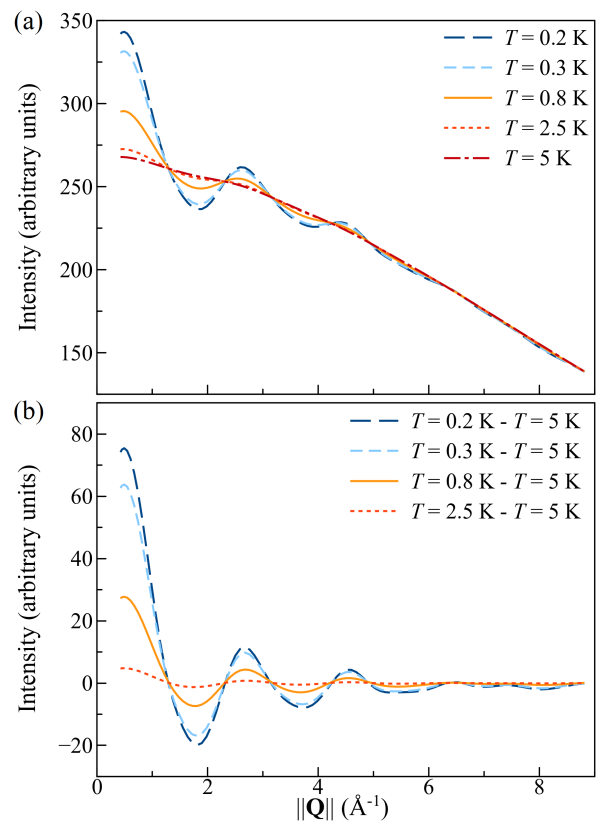 (a)
350
300
250
200
150
Intensity (arbitrary units)
T = 0.2 K
T = 0.3 K
T = 0.8 K
T = 2.5 K
T = 5 K
(b)
80
60
40
20
0
−20
Intensity (arbitrary units)
T = 0.2 K - T = 5 K
T = 0.3 K - T = 5 K
T = 0.8 K - T = 5 K
T = 2.5 K - T = 5 K
0 2 4 6 8
||Q|| (Å⁻¹)